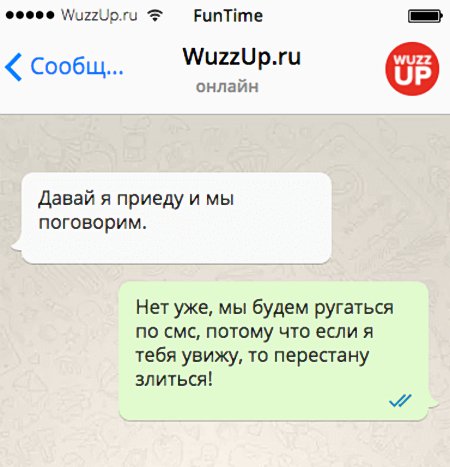 WuzzUp.ru FunTime
Сообщ... WuzzUp.ru WUZZ
онлайн UP
Давай я приеду и мы
поговорим.
Нет уже, мы будем ругаться
по смс, потому что если я
тебя увижу, то перестану
злиться!